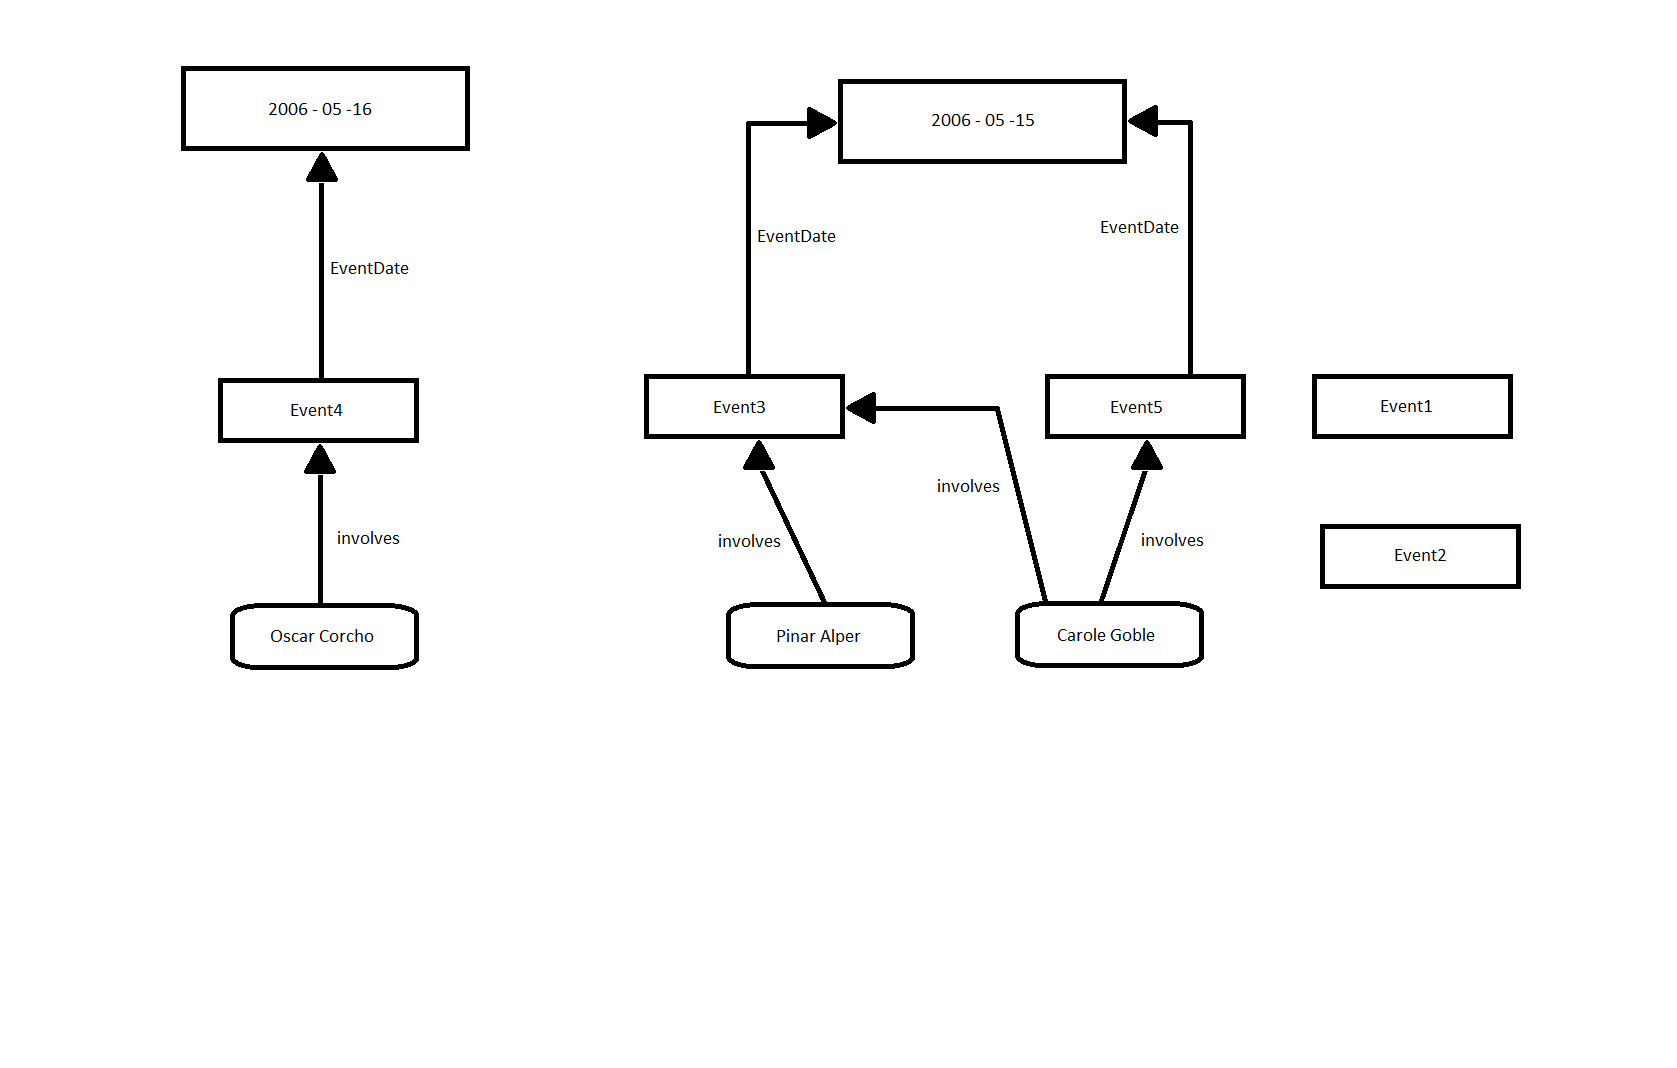 2006 - 05 -16
2006 - 05 -15
EventDate
EventDate
EventDate
Event4
Event3
Event5
Event1
involves
involves
involves
involves
Event2
Oscar Corcho
Pinar Alper
Carole Goble